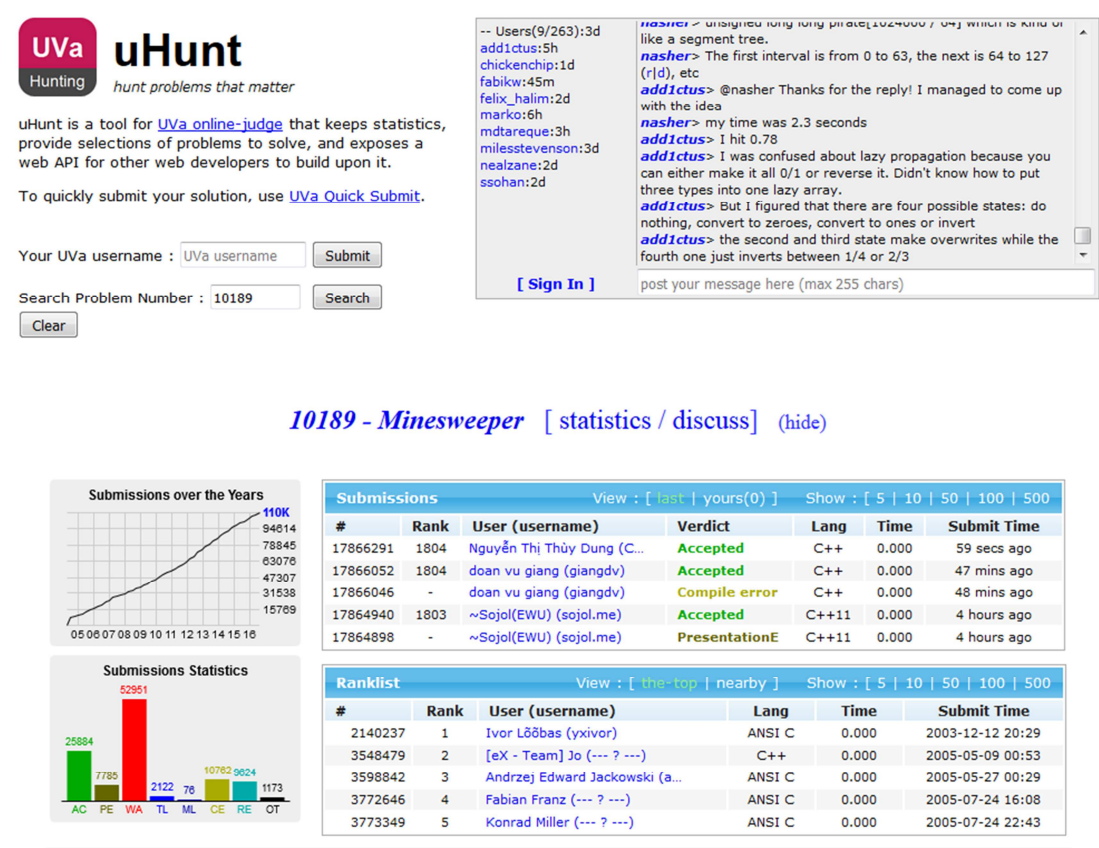 UVa
Hunting
uHunt
hunt problems that matter
uHunt is a tool for UVa online-judge that keeps statistics,
provide selections of problems to solve, and exposes a
web API for other web developers to build upon it.
To quickly submit your solution, use UVa Quick Submit.
Your UVa username : UVa username Submit
Search Problem Number : 10189 Search
Clear
-- Users(9/263):3d
add1ctus:5h
chickenchip:1d
fabikw:45m
felix_halim:2d
marko:6h
mdtareque:3h
milesstevenson:3d
nealzane:2d
ssohan:2d
[ Sign In ]
nasher> unsigned long long pirate[1024000 / 64] which is kind of
like a segment tree.
nasher> The first interval is from 0 to 63, the next is 64 to 127
(r|d), etc
add1ctus> @nasher Thanks for the reply! I managed to come up
with the idea
nasher> my time was 2.3 seconds
add1ctus> I hit 0.78
add1ctus> I was confused about lazy propagation because you
can either make it all 0/1 or reverse it. Didn't know how to put
three types into one lazy array.
add1ctus> But I figured that there are four possible states: do
nothing, convert to zeroes, convert to ones or invert
add1ctus> the second and third state make overwrites while the
fourth one just inverts between 1/4 or 2/3
post your message here (max 255 chars)
10189 - Minesweeper [ statistics / discuss] (hide)
Submissions over the Years
110K
94614
78845
63076
47307
31538
15769
05 06 07 08 09 10 11 12 13 14 15 16
Submissions Statistics
52951
25884
7785
2122
76
10762
9624
1173
AC PE WA TL ML CE RE OT
Submissions View : [ last | yours(0) ] Show : [ 5 | 10 | 50 | 100 | 500
# Rank User (username) Verdict Lang Time Submit Time
17866291 1804 Nguyễn Thị Thùy Dung (C... Accepted C++ 0.000 59 secs ago
17866052 1804 doan vu giang (giangdv) Accepted C++ 0.000 47 mins ago
17866046 - doan vu giang (giangdv) Compile error C++ 0.000 48 mins ago
17864940 1803 ~Sojol(EWU) (sojol.me) Accepted C++11 0.000 4 hours ago
17864898 - ~Sojol(EWU) (sojol.me) PresentationE C++11 0.000 4 hours ago
Ranklist View : [ the-top | nearby ] Show : [ 5 | 10 | 50 | 100 | 500
# Rank User (username) Lang Time Submit Time
2140237 1 Ivor Lõõbas (yxivor) ANSI C 0.000 2003-12-12 20:29
3548479 2 [eX - Team] Jo (--- ? ---) C++ 0.000 2005-05-09 00:53
3598842 3 Andrzej Edward Jackowski (a... ANSI C 0.000 2005-05-27 00:29
3772646 4 Fabian Franz (--- ? ---) ANSI C 0.000 2005-07-24 16:08
3773349 5 Konrad Miller (--- ? ---) ANSI C 0.000 2005-07-24 22:43